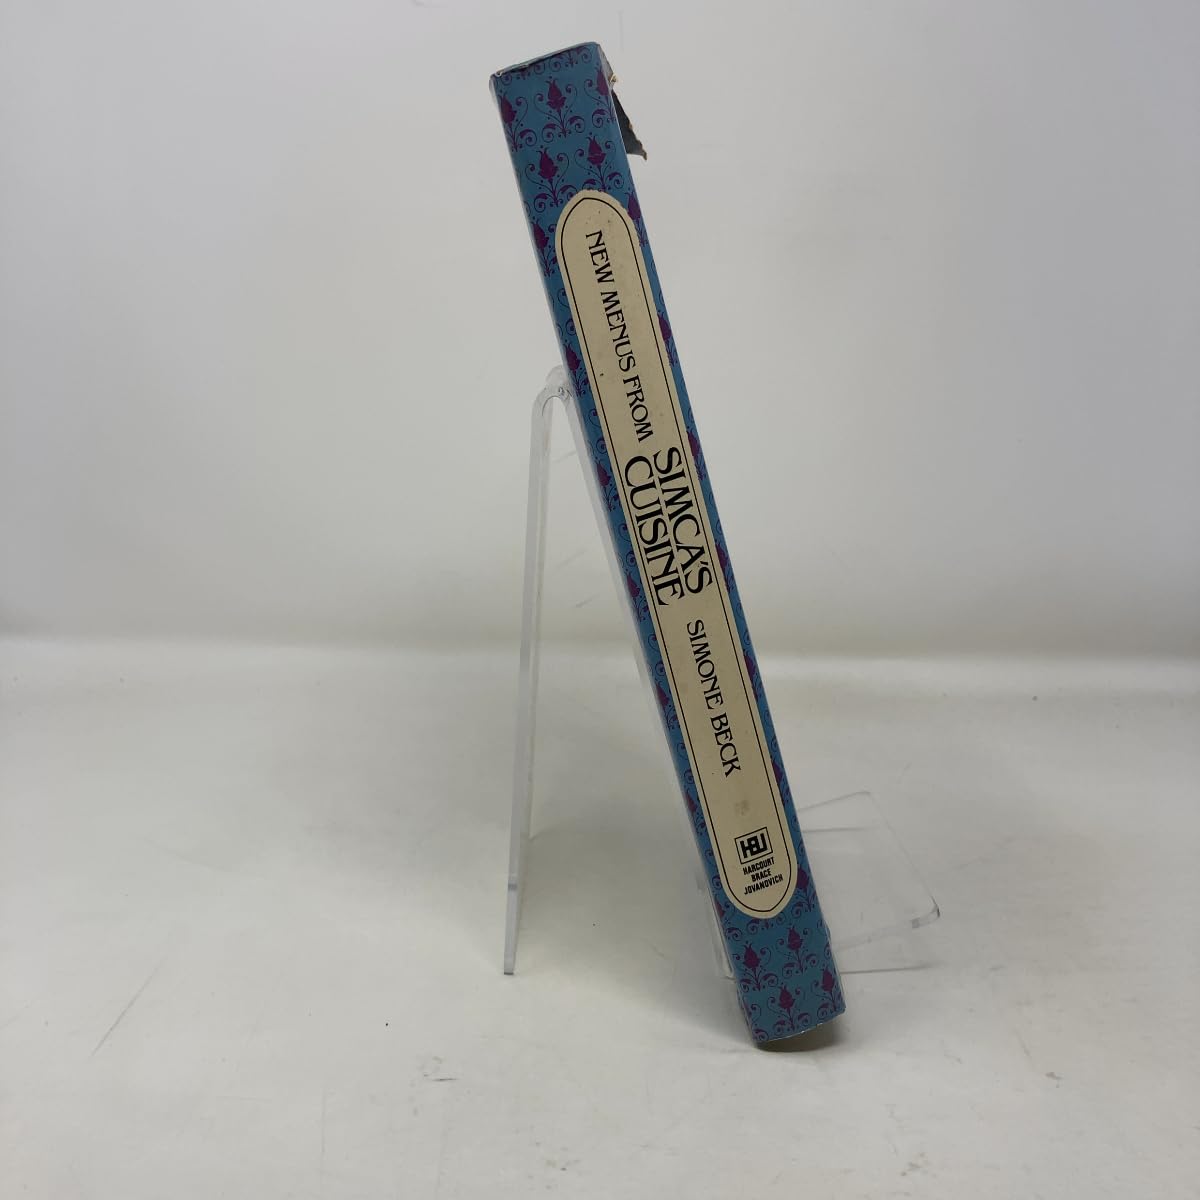 NEW MENUS FROM
SIMCA'S
CUISINE
SIMONE BECK
HBJ
HARCOURT
BRACE
JOVANOVICH